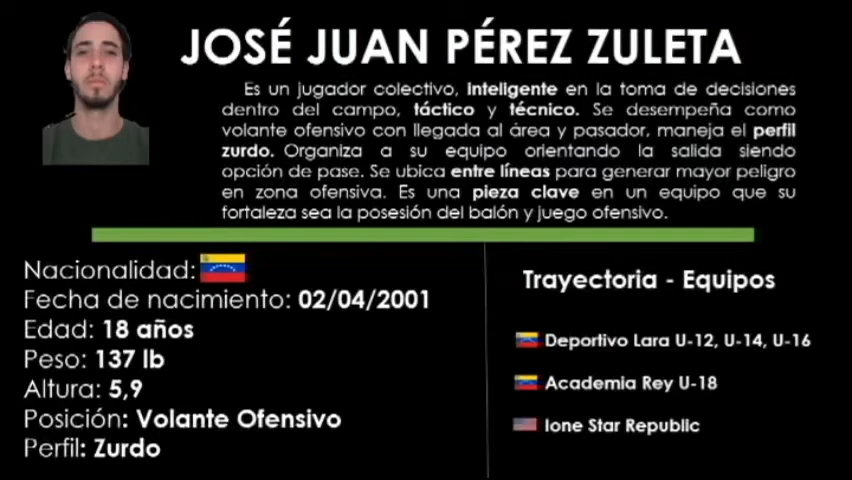 JOSÉ JUAN PÉREZ ZULETA
Es un jugador colectivo, inteligente en la toma de decisiones
dentro del campo, táctico y técnico. Se desempeña como
volante ofensivo con llegada al área y pasador, maneja el perfil
zurdo. Organiza a su equipo orientando la salida siendo
opción de pase. Se ubica entre líneas para generar mayor peligro
en zona ofensiva. Es una pieza clave en un equipo que su
fortaleza sea la posesión del balón y juego ofensivo.
Nacionalidad:
Fecha de nacimiento: 02/04/2001
Edad: 18 años
Peso: 137 lb
Altura: 5,9
Posición: Volante Ofensivo
Perfil: Zurdo
Trayectoria - Equipos
Deportivo Lara U-12, U-14, U-16
Academia Rey U-18
lone Star Republic